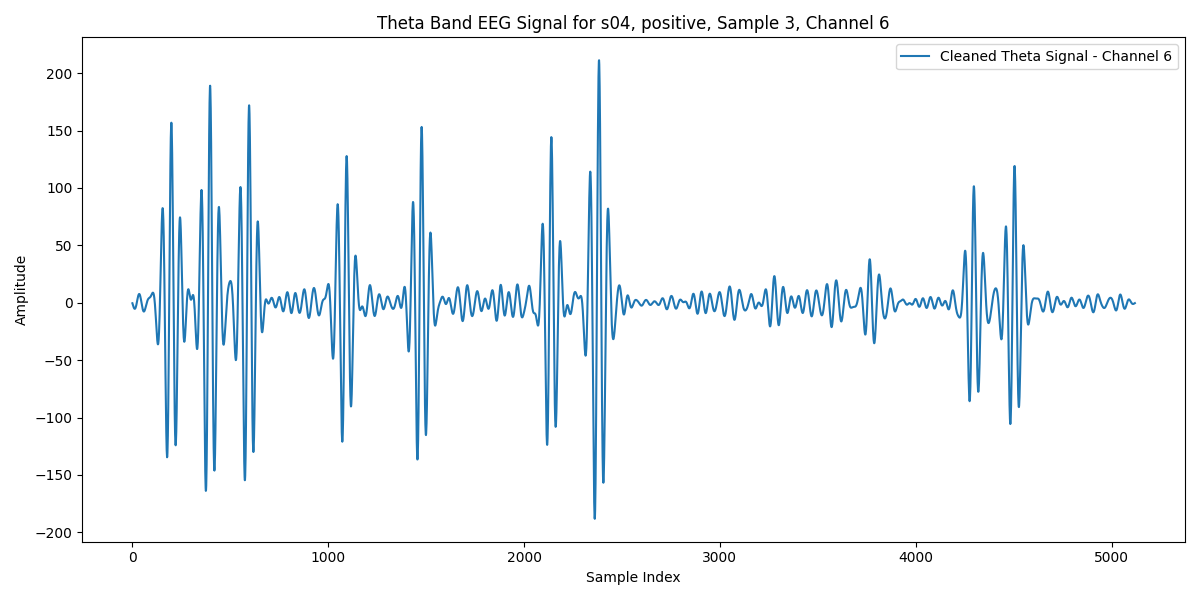 Theta Band EEG Signal for s04, positive, Sample 3, Channel 6
Cleaned Theta Signal - Channel 6
Amplitude
200
150
100
50
0
−50
−100
−150
−200
0 1000 2000 3000 4000 5000
Sample Index